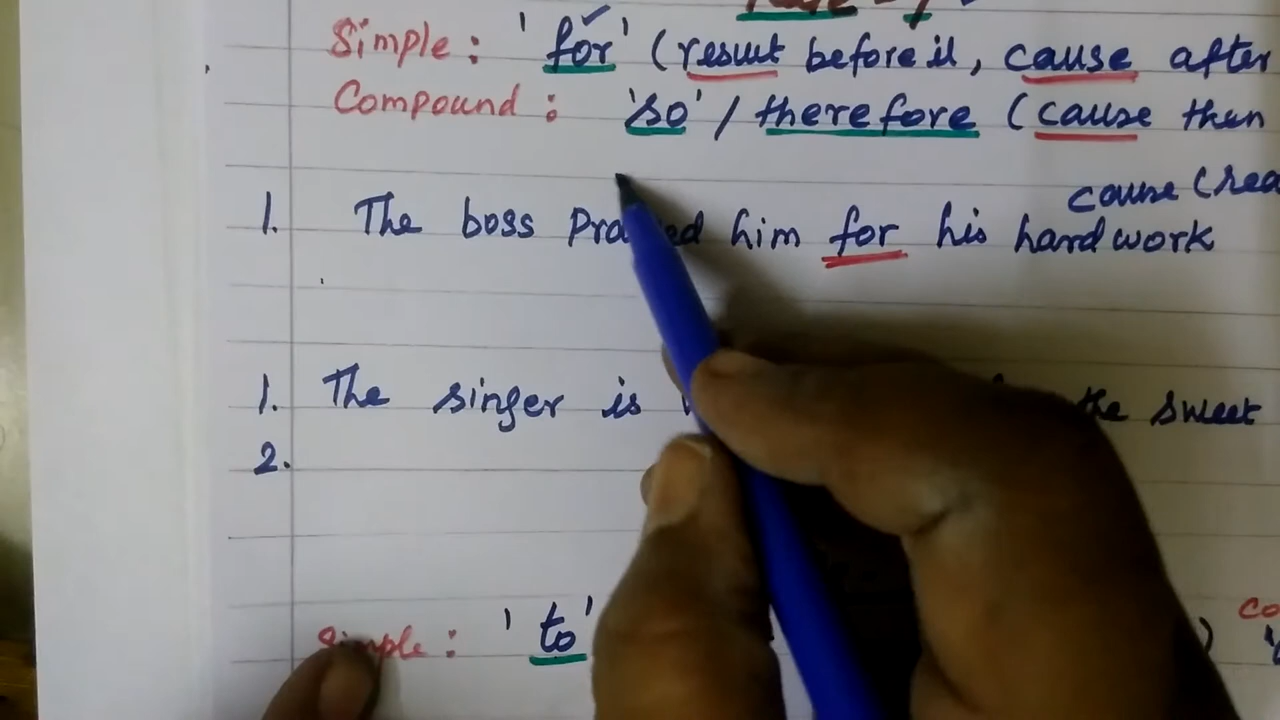 Simple : 'for' (result before it, cause after
Compound : 'so' / therefore (cause then
cause (rea
1. The boss him for his hardwork
1. The singer is the sweet
2.
Simple : 'to'